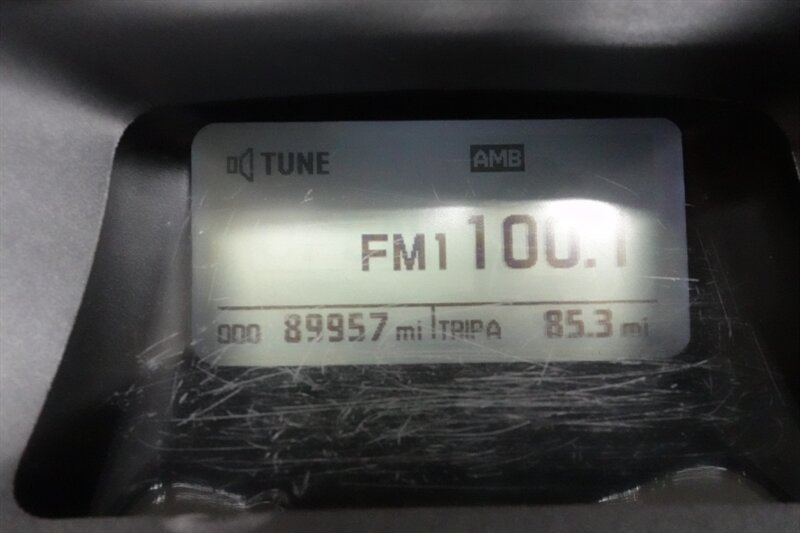 TUNE AMB
FM1 100.1
ODO 89957 mi TRIPA 85.3 mi